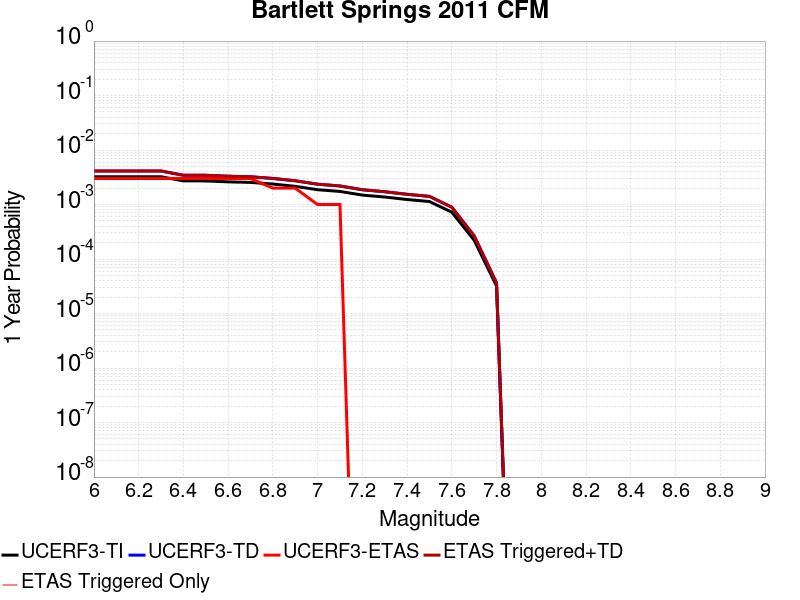 Bartlett Springs 2011 CFM
10^0
10^-1
10^-2
10^-3
10^-4
10^-5
10^-6
10^-7
10^-8
1 Year Probability
6 6.2 6.4 6.6 6.8 7 7.2 7.4 7.6 7.8 8 8.2 8.4 8.6 8.8 9
Magnitude
UCERF3-TI UCERF3-TD UCERF3-ETAS ETAS Triggered+TD
ETAS Triggered Only